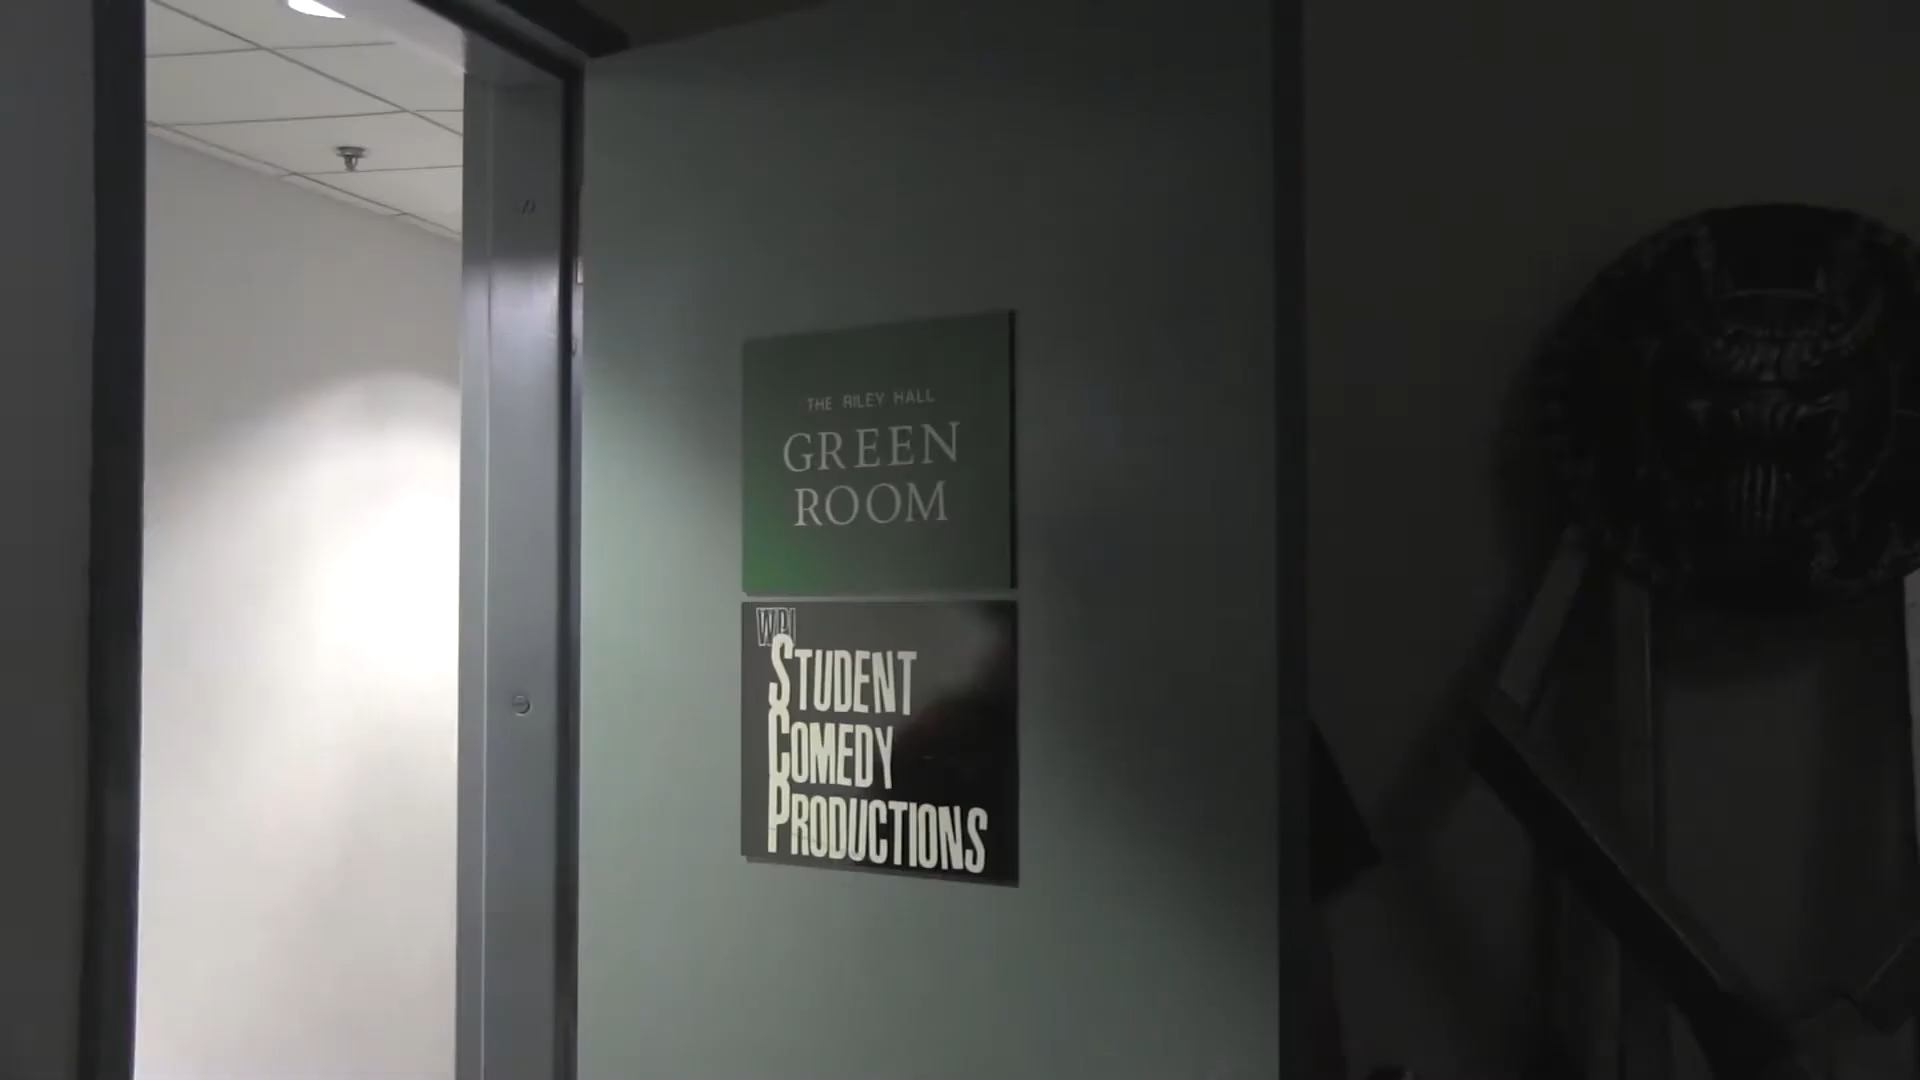 THE RILEY HALL
GREEN
ROOM
WPI
STUDENT
COMEDY
PRODUCTIONS